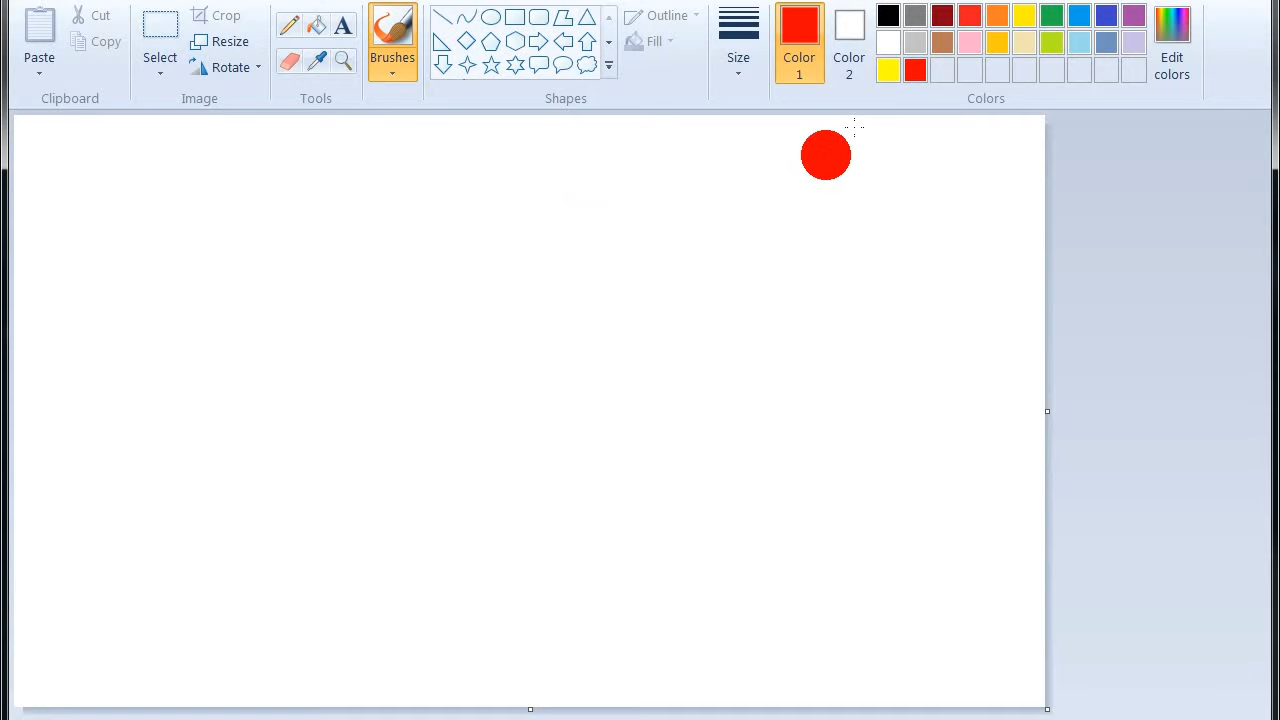 Paste
Cut
Copy
Clipboard
Select
Crop
Resize
Rotate
Image
A
Tools
Brushes
Shapes
Outline
Fill
Size
Color
1
Color
2
Edit
colors
Colors